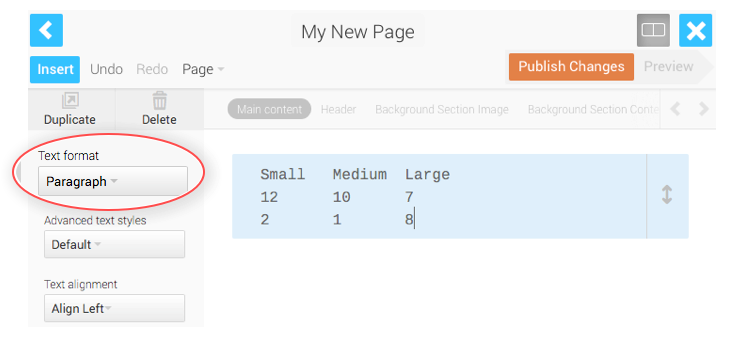 My New Page
Insert Undo Redo Page
Publish Changes Preview
Duplicate Delete
Main content Header Background Section Image Background Section Conte
Text format
Paragraph
Advanced text styles
Default
Text alignment
Align Left
Small Medium Large
12 10 7
2 1 8